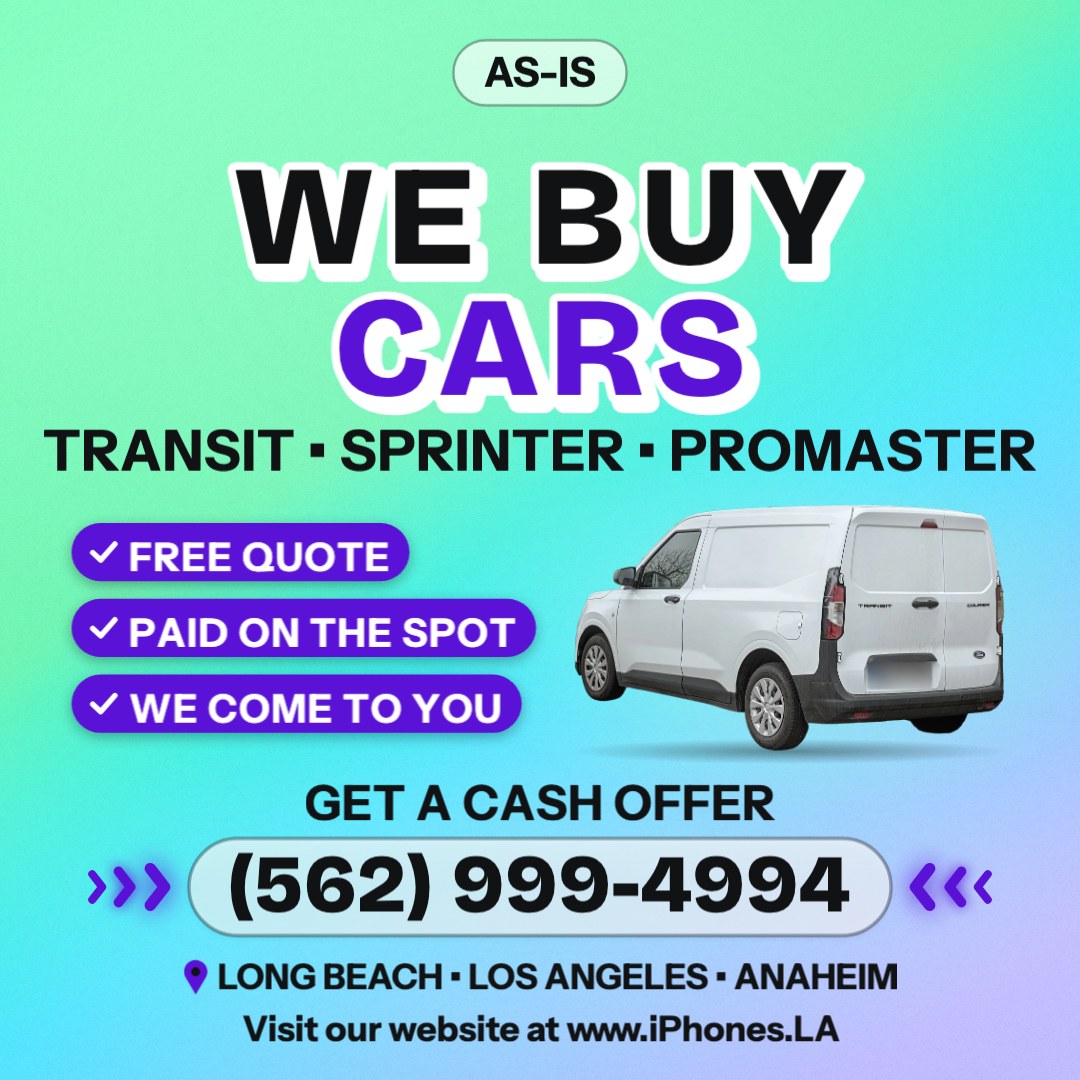 AS-IS
WE BUY
CARS
TRANSIT ▪ SPRINTER ▪ PROMASTER
✓ FREE QUOTE
✓ PAID ON THE SPOT
✓ WE COME TO YOU
TRANSIT
GET A CASH OFFER
(562) 999-4994
LONG BEACH ▪ LOS ANGELES ▪ ANAHEIM
Visit our website at www.iPhones.LA